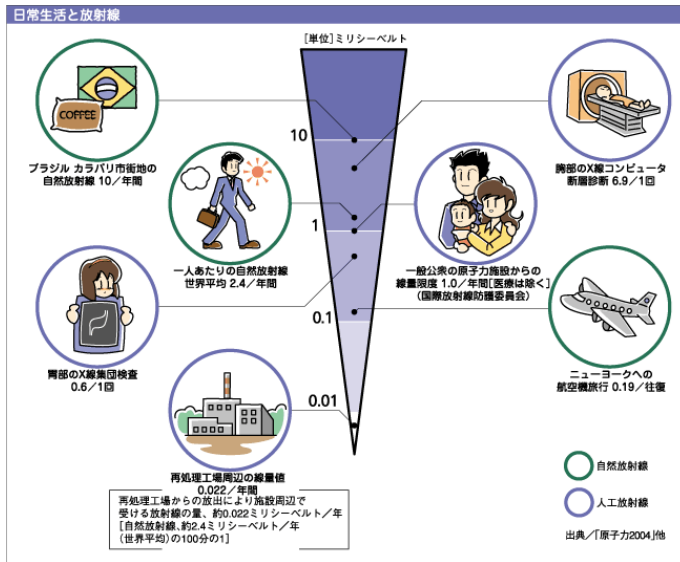 日常生活と放射線
[単位]ミリシーベルト
COFFEE
ブラジル カラバリ市街地の
自然放射線 10／年間
10
胸部のX線コンピュータ
断層診断 6.9／1回
1
一人あたりの自然放射線
世界平均 2.4／年間
一般公衆の原子力施設からの
線量限度 1.0／年間[医療は除く]
（国際放射線防護委員会）
0.1
胃部のX線集団検査
0.6／1回
ニューヨークへの
航空機旅行 0.19／往復
0.01
再処理工場周辺の線量値
0.022／年間
再処理工場からの放出により施設周辺で
受ける放射線の量、約0.022ミリシーベルト／年
[自然放射線、約2.4ミリシーベルト／年
（世界平均）の100分の1]
自然放射線
人工放射線
出典／「原子力2004」他